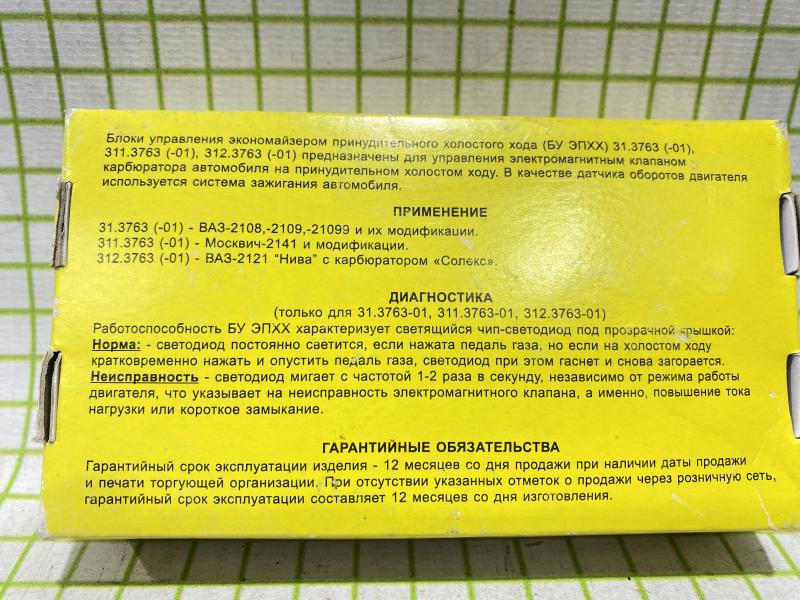 Блоки управления экономайзером принудительного холостого хода (БУ ЭПХХ) 31.3763 (-01),
311.3763 (-01), 312.3763 (-01) предназначены для управления электромагнитным клапаном
карбюратора автомобиля на принудительном холостом ходу. В качестве датчика оборотов двигателя
используется система зажигания автомобиля.
ПРИМЕНЕНИЕ
31.3763 (-01) - ВАЗ-2108,-2109,-21099 и их модификации.
311.3763 (-01) - Москвич-2141 и модификации.
312.3763 (-01) - ВАЗ-2121 "Нива" с карбюратором «Солекс».
ДИАГНОСТИКА
(только для 31.3763-01, 311.3763-01, 312.3763-01)
Работоспособность БУ ЭПХХ характеризует светящийся чип-светодиод под прозрачной крышкой:
Норма: - светодиод постоянно светится, если нажата педаль газа, но если на холостом ходу
кратковременно нажать и опустить педаль газа, светодиод при этом гаснет и снова загорается.
Неисправность - светодиод мигает с частотой 1-2 раза в секунду, независимо от режима работы
двигателя, что указывает на неисправность электромагнитного клапана, а именно, повышение тока
нагрузки или короткое замыкание.
ГАРАНТИЙНЫЕ ОБЯЗАТЕЛЬСТВА
Гарантийный срок эксплуатации изделия - 12 месяцев со дня продажи при наличии даты продажи
и печати торгующей организации. При отсутствии указанных отметок о продажи через розничную сеть,
гарантийный срок эксплуатации составляет 12 месяцев со дня изготовления.